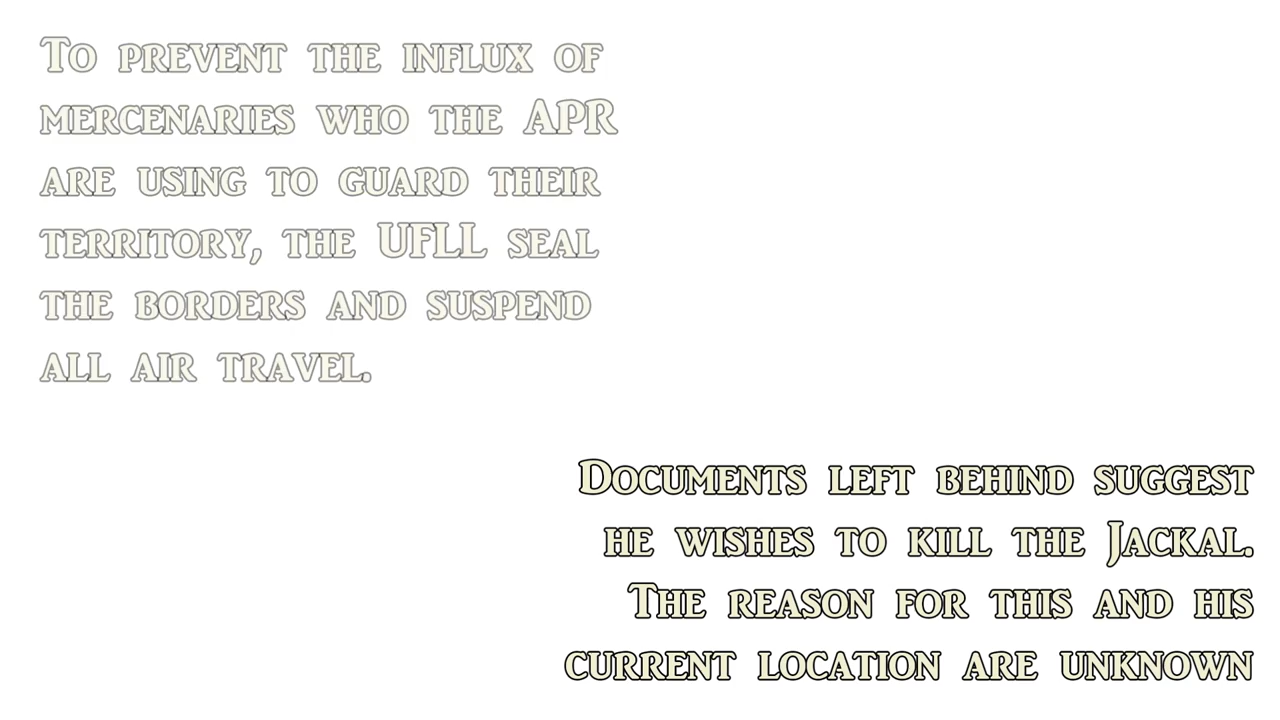 To prevent the influx of
mercenaries who the APR
are using to guard their
territory, the UFLL seal
the borders and suspend
all air travel.
Documents left behind suggest
he wishes to kill the Jackal.
The reason for this and his
current location are unknown